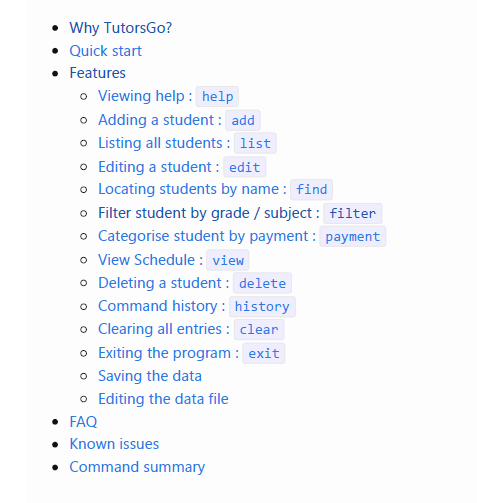 Why TutorsGo?
Quick start
Features
Viewing help : help
Adding a student : add
Listing all students : list
Editing a student : edit
Locating students by name : find
Filter student by grade / subject : filter
Categorise student by payment : payment
View Schedule : view
Deleting a student : delete
Command history : history
Clearing all entries : clear
Exiting the program : exit
Saving the data
Editing the data file
FAQ
Known issues
Command summary